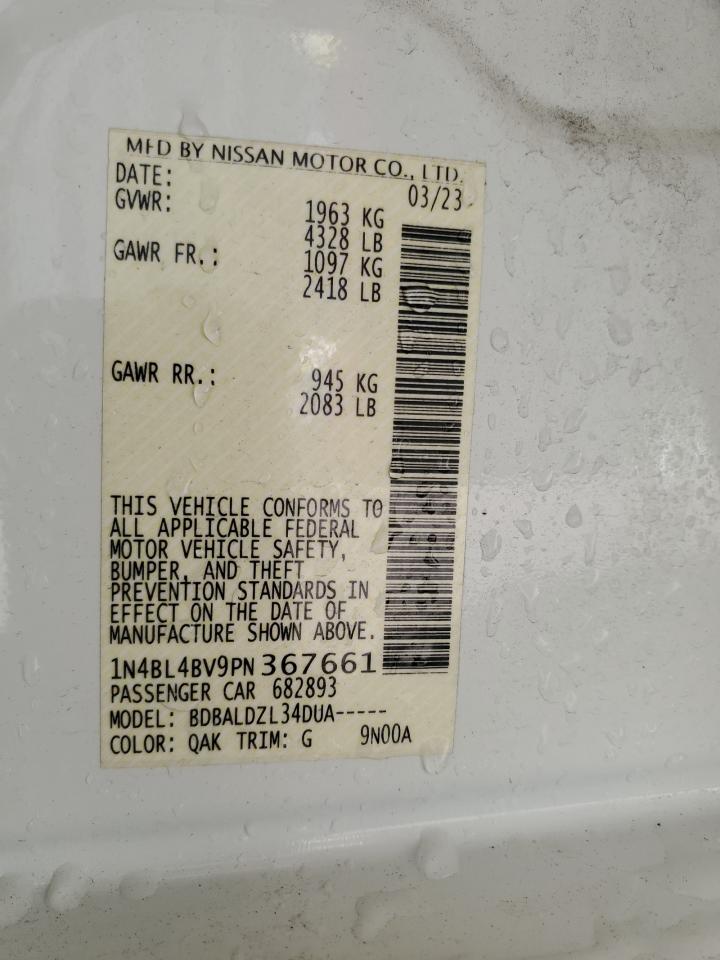 MFD BY NISSAN MOTOR CO., LTD.
DATE: 03/23
GVWR: 1963 KG
4328 LB
GAWR FR.: 1097 KG
2418 LB
GAWR RR.: 945 KG
2083 LB
THIS VEHICLE CONFORMS TO
ALL APPLICABLE FEDERAL
MOTOR VEHICLE SAFETY,
BUMPER, AND THEFT
PREVENTION STANDARDS IN
EFFECT ON THE DATE OF
MANUFACTURE SHOWN ABOVE.
1N4BL4BV9PN367661
PASSENGER CAR 682893
MODEL: BDBALDZL34DUA-----
COLOR: QAK TRIM: G 9N00A